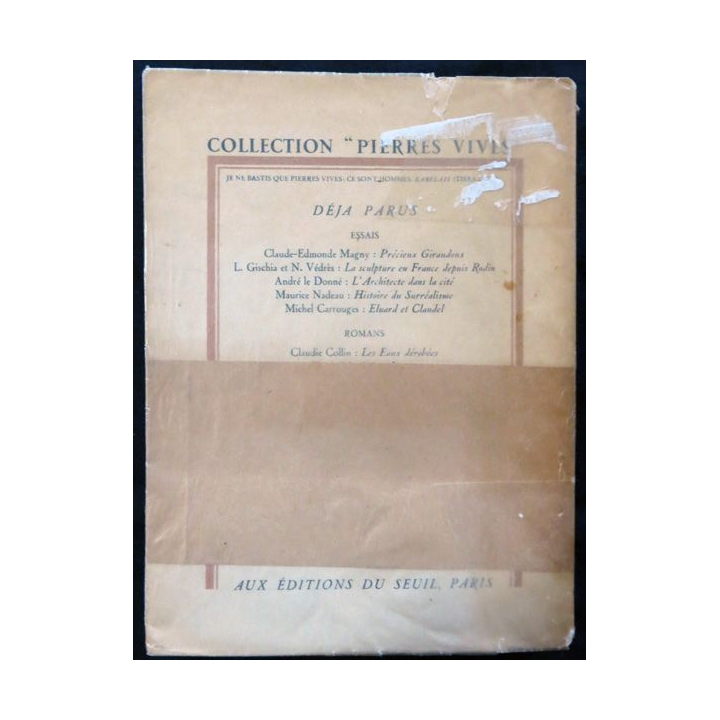 COLLECTION “PIERRES VIVES
JE NE BASTIS QUE PIERRES VIVES: CE SONT HOMMES. RABELAIS
DÉJA PARUS
ESSAIS
Claude-Edmonde Magny : Précieux Giraudoux
L. Gischia et N. Védrès : La sculpture en France depuis Rodin
André le Donné : L'Architecte dans la cité
Maurice Nadeau : Histoire du Surréalisme
Michel Carrouges : Eluard et Claudel
ROMANS
Claudie Collin : Les Eaux dérobées
AUX ÉDITIONS DU SEUIL, PARIS